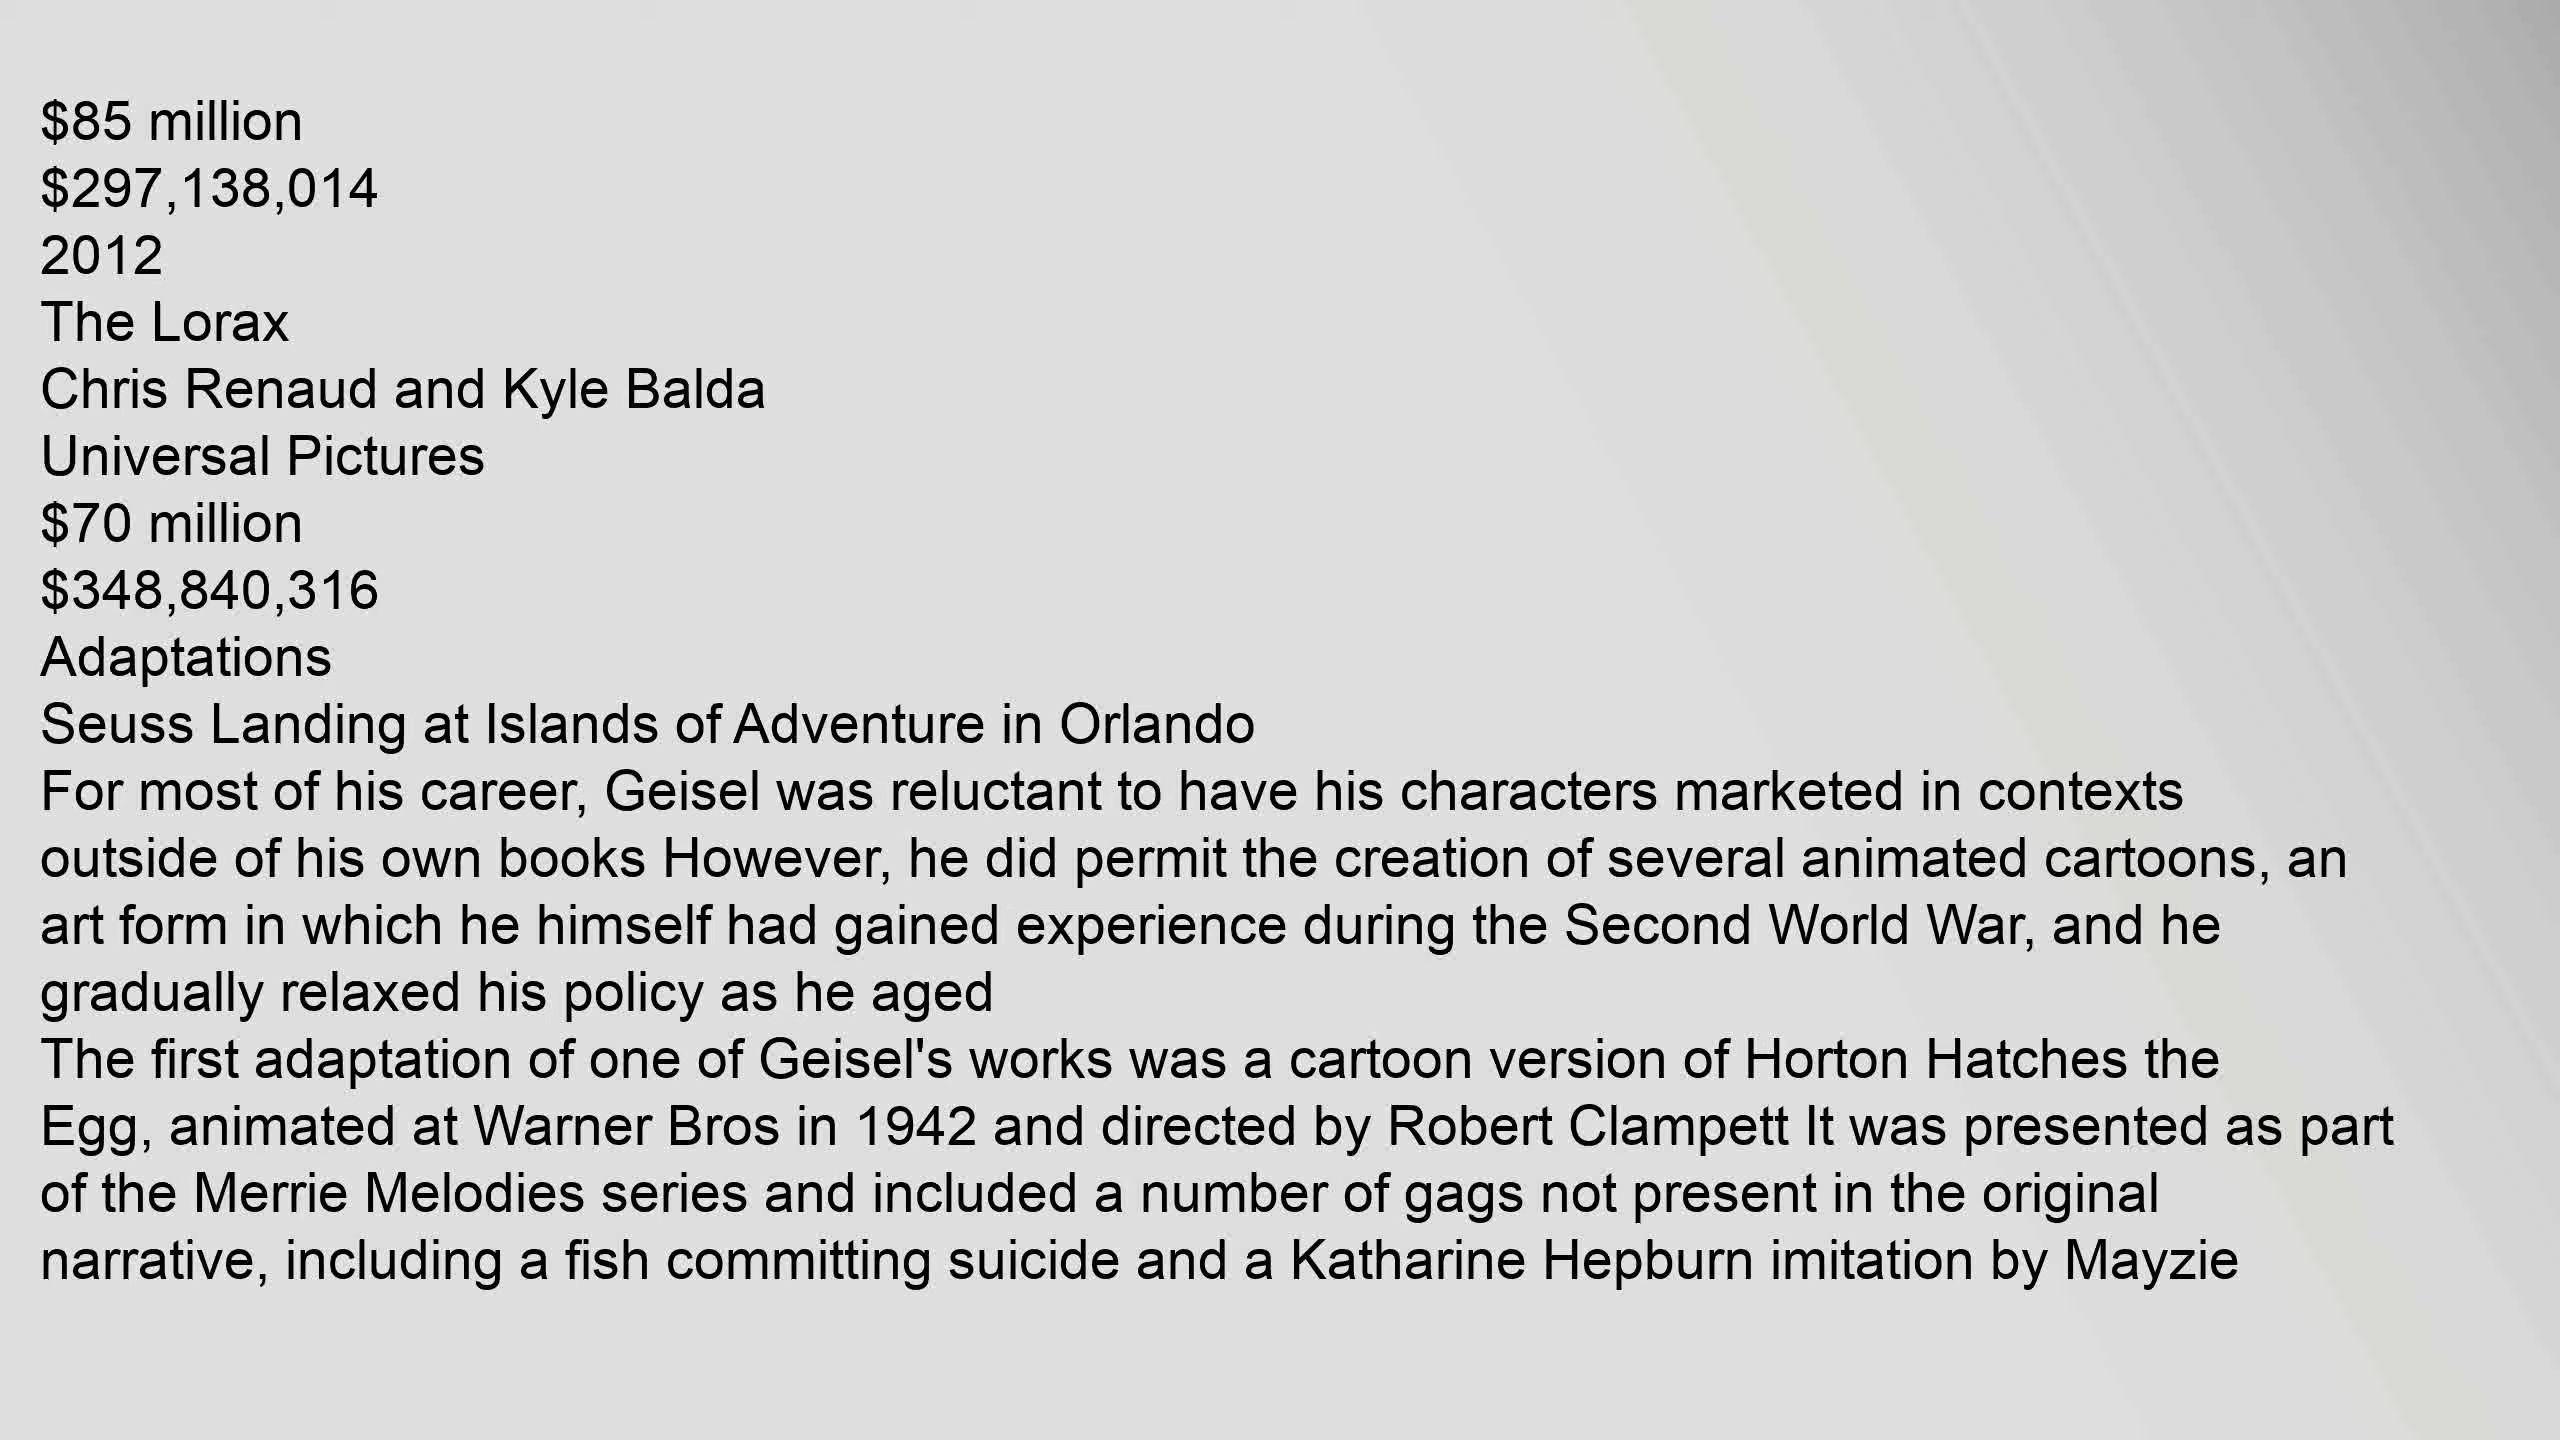 $85 million
$297,138,014
2012
The Lorax
Chris Renaud and Kyle Balda
Universal Pictures
$70 million
$348,840,316
Adaptations
Seuss Landing at Islands of Adventure in Orlando
For most of his career, Geisel was reluctant to have his characters marketed in contexts
outside of his own books However, he did permit the creation of several animated cartoons, an
art form in which he himself had gained experience during the Second World War, and he
gradually relaxed his policy as he aged
The first adaptation of one of Geisel's works was a cartoon version of Horton Hatches the
Egg, animated at Warner Bros in 1942 and directed by Robert Clampett It was presented as part
of the Merrie Melodies series and included a number of gags not present in the original
narrative, including a fish committing suicide and a Katharine Hepburn imitation by Mayzie